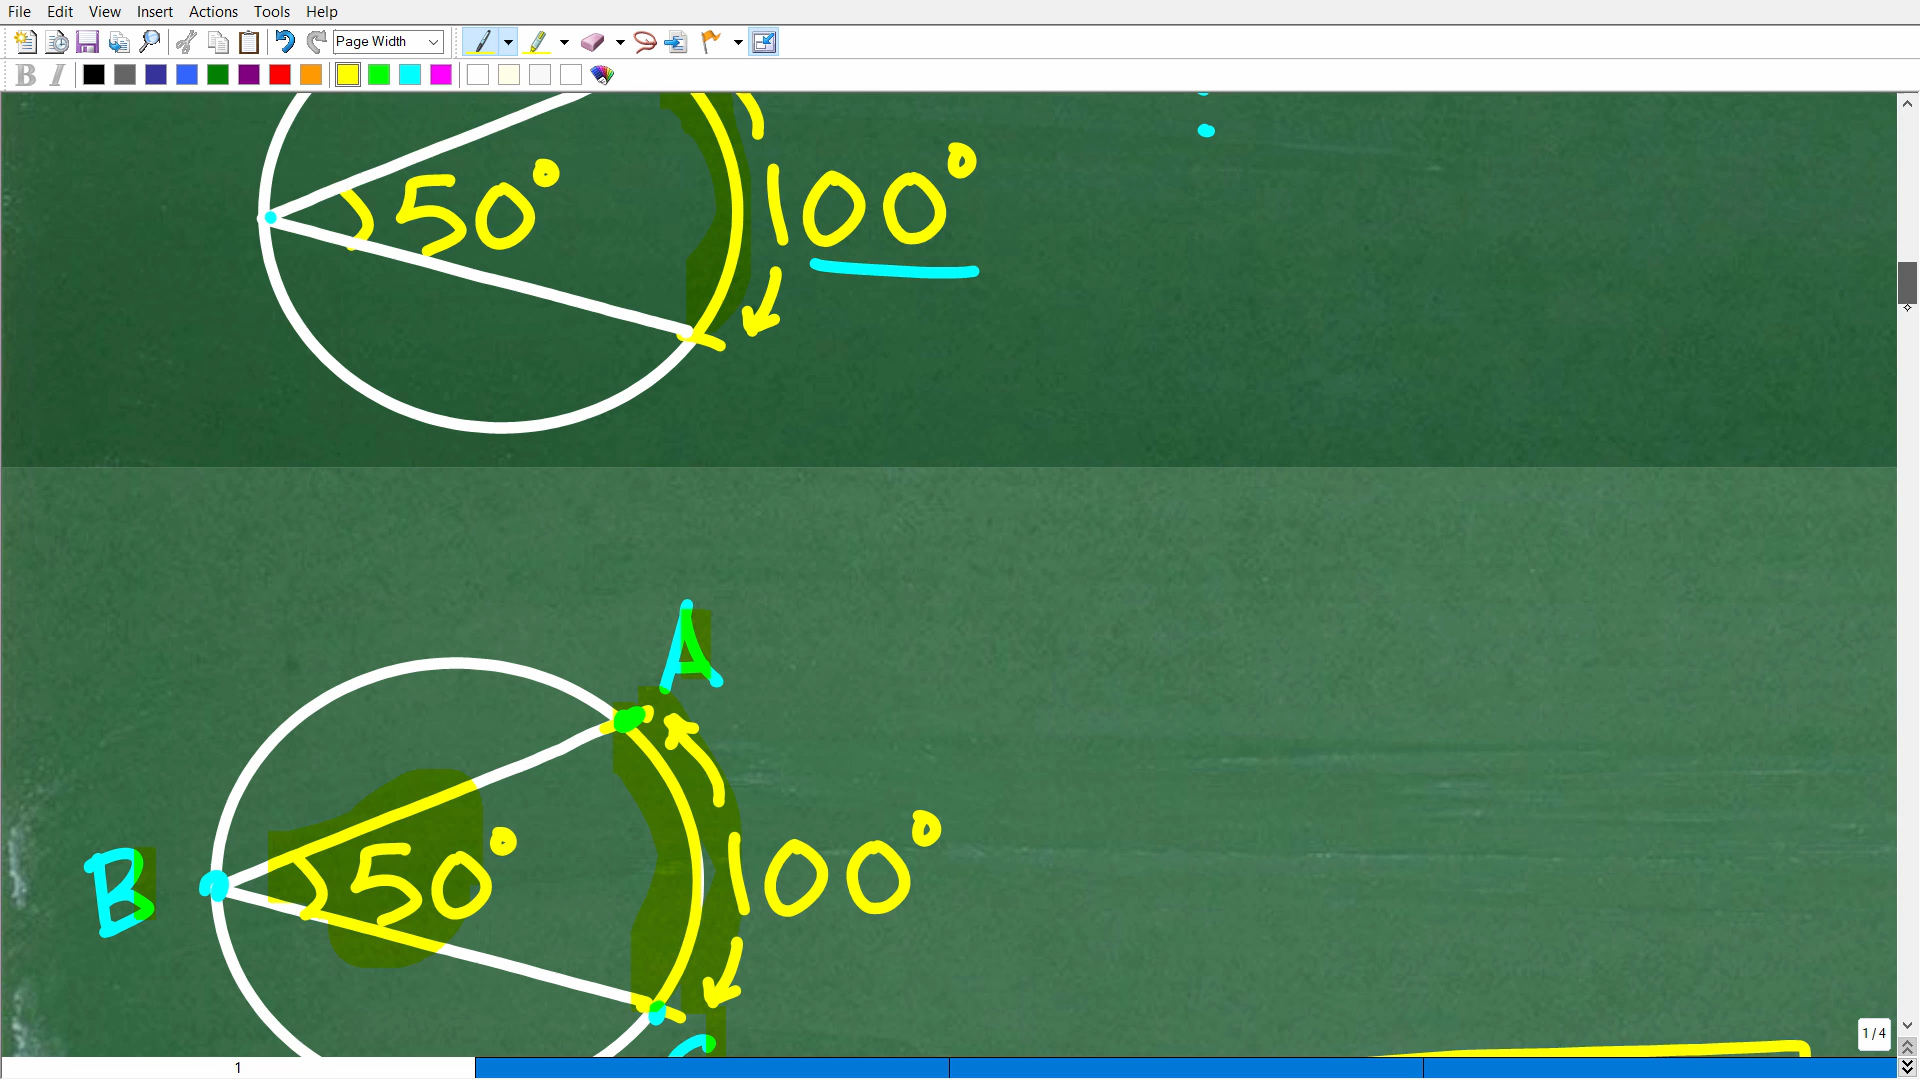 File Edit View Insert Actions Tools Help
Page Width
B I
50° 100°
A
B 50° 100°
C
1 / 4
1